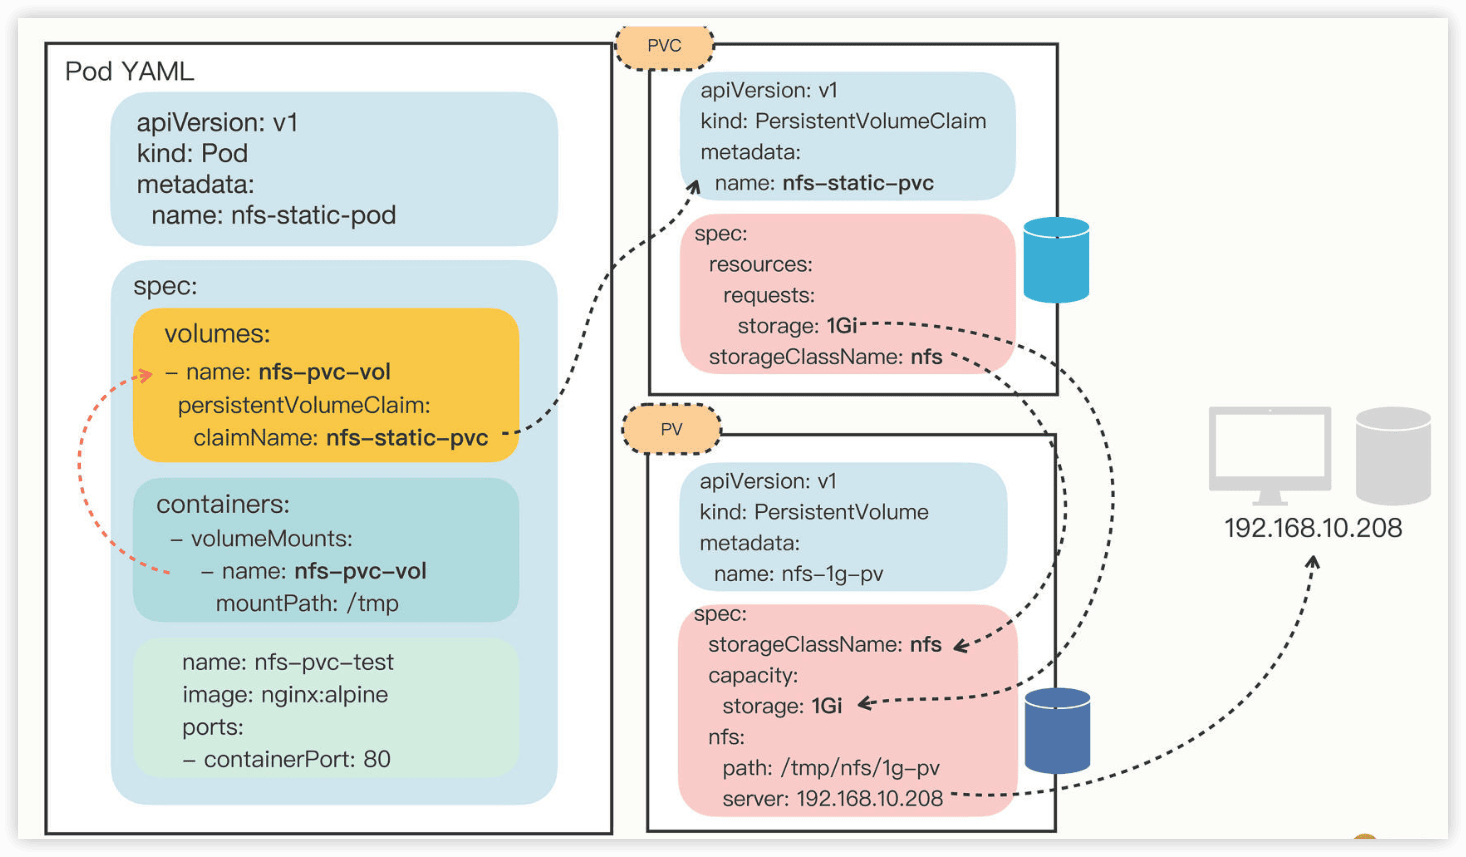 Pod YAML
apiVersion: v1
kind: Pod
metadata:
name: nfs-static-pod
spec:
volumes:
- name: nfs-pvc-vol
persistentVolumeClaim:
claimName: nfs-static-pvc
containers:
- volumeMounts:
- name: nfs-pvc-vol
mountPath: /tmp
name: nfs-pvc-test
image: nginx:alpine
ports:
- containerPort: 80
PVC
apiVersion: v1
kind: PersistentVolumeClaim
metadata:
name: nfs-static-pvc
spec:
resources:
requests:
storage: 1Gi
storageClassName: nfs
PV
apiVersion: v1
kind: PersistentVolume
metadata:
name: nfs-1g-pv
spec:
storageClassName: nfs
capacity:
storage: 1Gi
nfs:
path: /tmp/nfs/1g-pv
server: 192.168.10.208
192.168.10.208